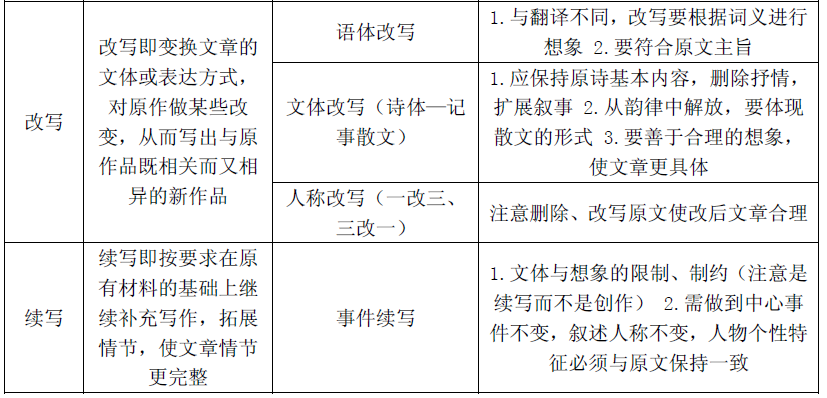 改写
改写即变换文章的
文体或表达方式，
对原作做某些改
变，从而写出与原
作品既相关而又相
异的新作品
语体改写
1.与翻译不同，改写要根据词义进行
想象 2.要符合原文主旨
文体改写（诗体—记
事散文）
1.应保持原诗基本内容，删除抒情，
扩展叙事 2.从韵律中解放，要体现
散文的形式 3.要善于合理的想象，
使文章更具体
人称改写（一改三、
三改一）
注意删除、改写原文使改后文章合理
续写
续写即按要求在原
有材料的基础上继
续补充写作，拓展
情节，使文章情节
更完整
事件续写
1.文体与想象的限制、制约（注意是
续写而不是创作） 2.需做到中心事
件不变，叙述人称不变，人物个性特
征必须与原文保持一致